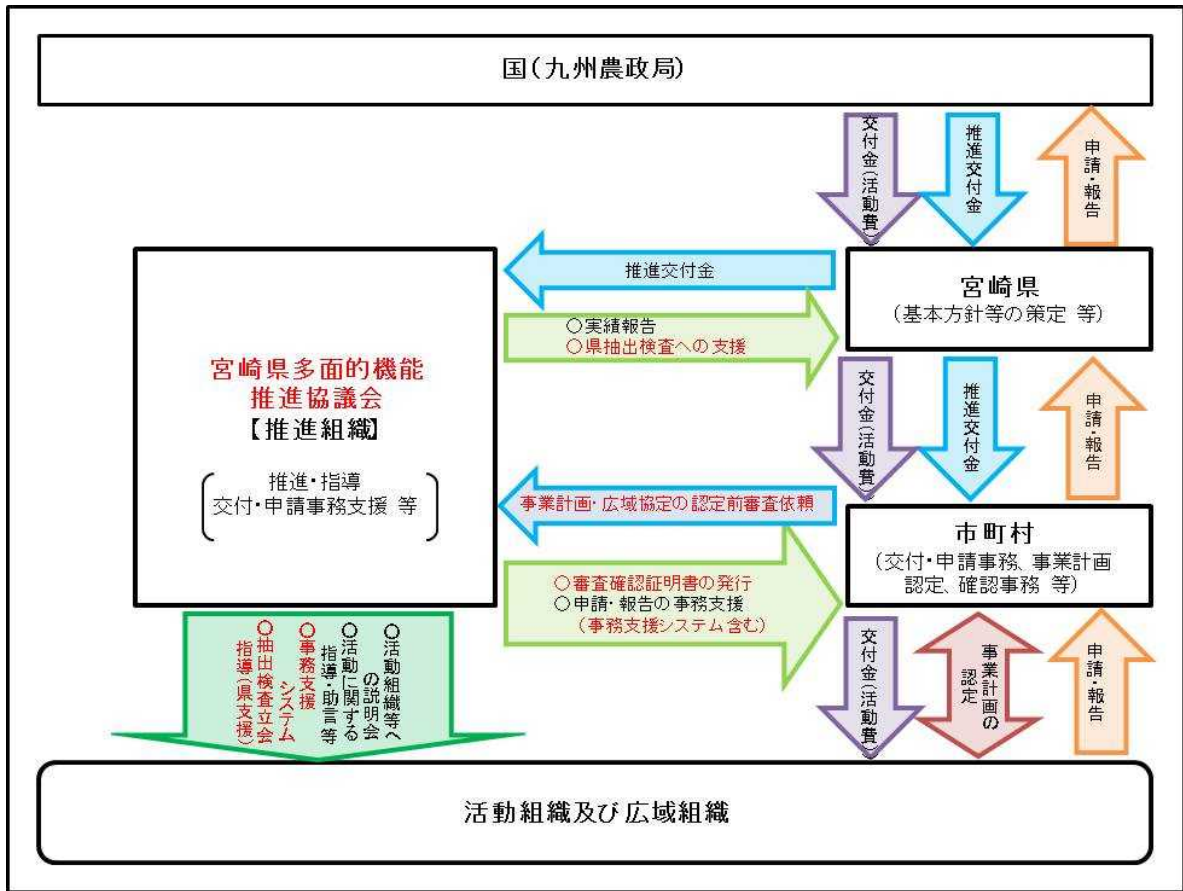 国(九州農政局)
交付金(活動費)
推進交付金
申請・報告
推進交付金
宮崎県
(基本方針等の策定 等)
○実績報告
○県抽出検査への支援
宮崎県多面的機能
推進協議会
【推進組織】
推進・指導
交付・申請事務支援 等
交付金(活動費)
推進交付金
申請・報告
事業計画・広域協定の認定前審査依頼
市町村
(交付・申請事務、事業計画
認定、確認事務 等)
○審査確認証明書の発行
○申請・報告の事務支援
(事務支援システム含む)
○活動組織等へ
の説明会
○活動に関する
指導・助言等
○事務支援
システム
○抽出検査立会
指導(県支援)
交付金(活動費)
事業計画の
認定
申請・報告
活動組織及び広域組織